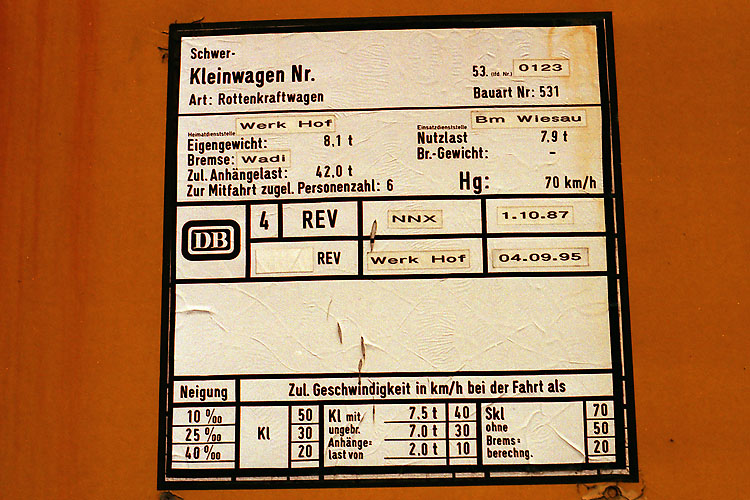 Schwer-
Kleinwagen Nr. 53. (lfd. Nr.) 0123
Art: Rottenkraftwagen Bauart Nr: 531
Heimatdienststelle Werk Hof Einsatzdienststelle Bm Wiesau
Eigengewicht: 8,1 t Nutzlast 7,9 t
Bremse: Wadi Br.-Gewicht: -
Zul. Anhängelast: 42,0 t
Zur Mitfahrt zugel. Personenzahl: 6 Hg: 70 km/h
DB 4 REV NNX 1.10.87
REV Werk Hof 04.09.95
Neigung Zul. Geschwindigkeit in km/h bei der Fahrt als
10 ‰ Kl 50 Kl mit 7.5 t 40 Skl 70
25 ‰ 30 ungebr. 7.0 t 30 ohne 50
40 ‰ 20 Anhänge= 2.0 t 10 Brems= 20
last von berechng.